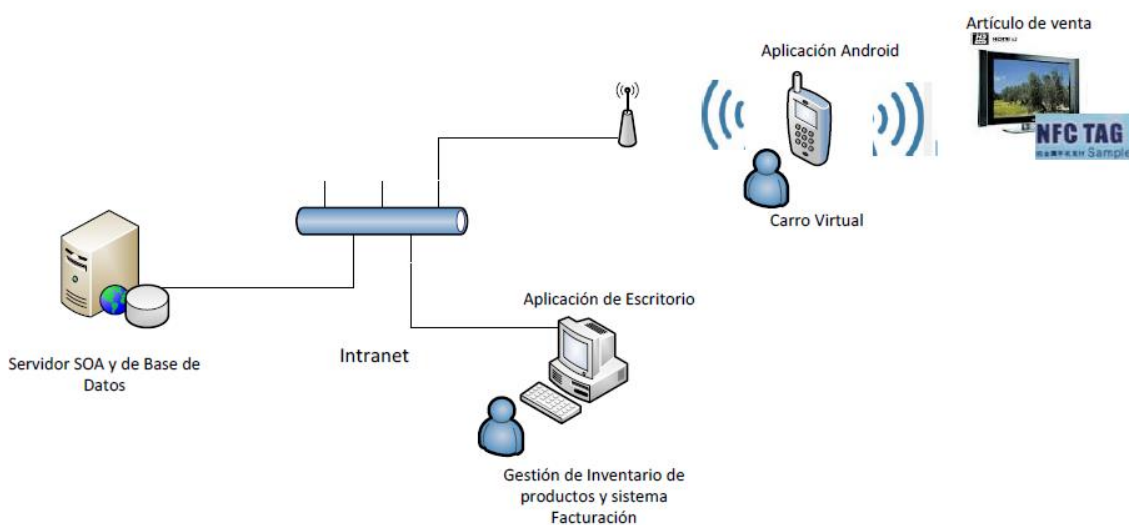 Artículo de venta
Aplicación Android
NFC TAG
Sample
Carro Virtual
Aplicación de Escritorio
Intranet
Servidor SOA y de Base de
Datos
Gestión de Inventario de
productos y sistema
Facturación